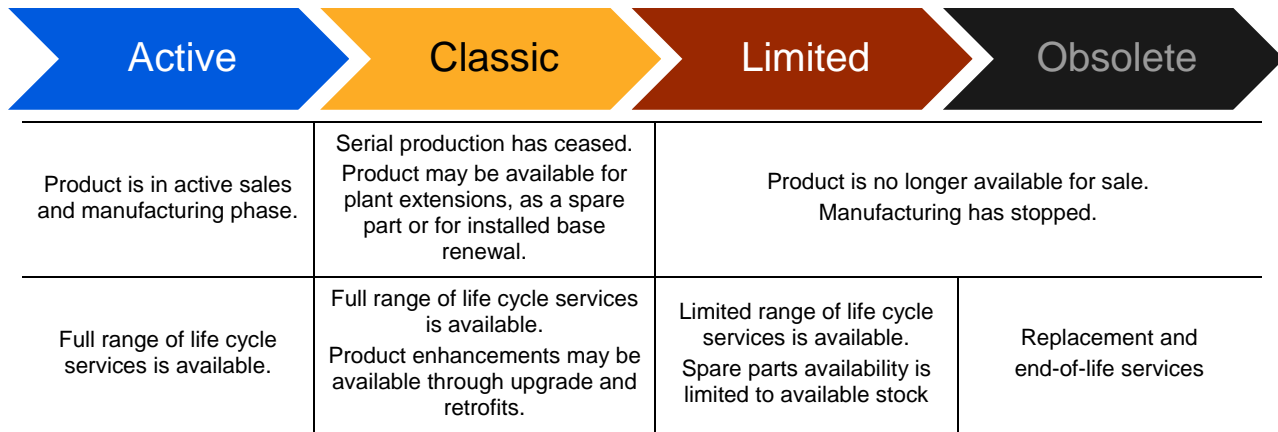 Active
Classic
Limited
Obsolete
Product is in active sales
and manufacturing phase.
Serial production has ceased.
Product may be available for
plant extensions, as a spare
part or for installed base
renewal.
Product is no longer available for sale.
Manufacturing has stopped.
Full range of life cycle
services is available.
Full range of life cycle services
is available.
Product enhancements may be
available through upgrade and
retrofits.
Limited range of life cycle
services is available.
Spare parts availability is
limited to available stock
Replacement and
end-of-life services